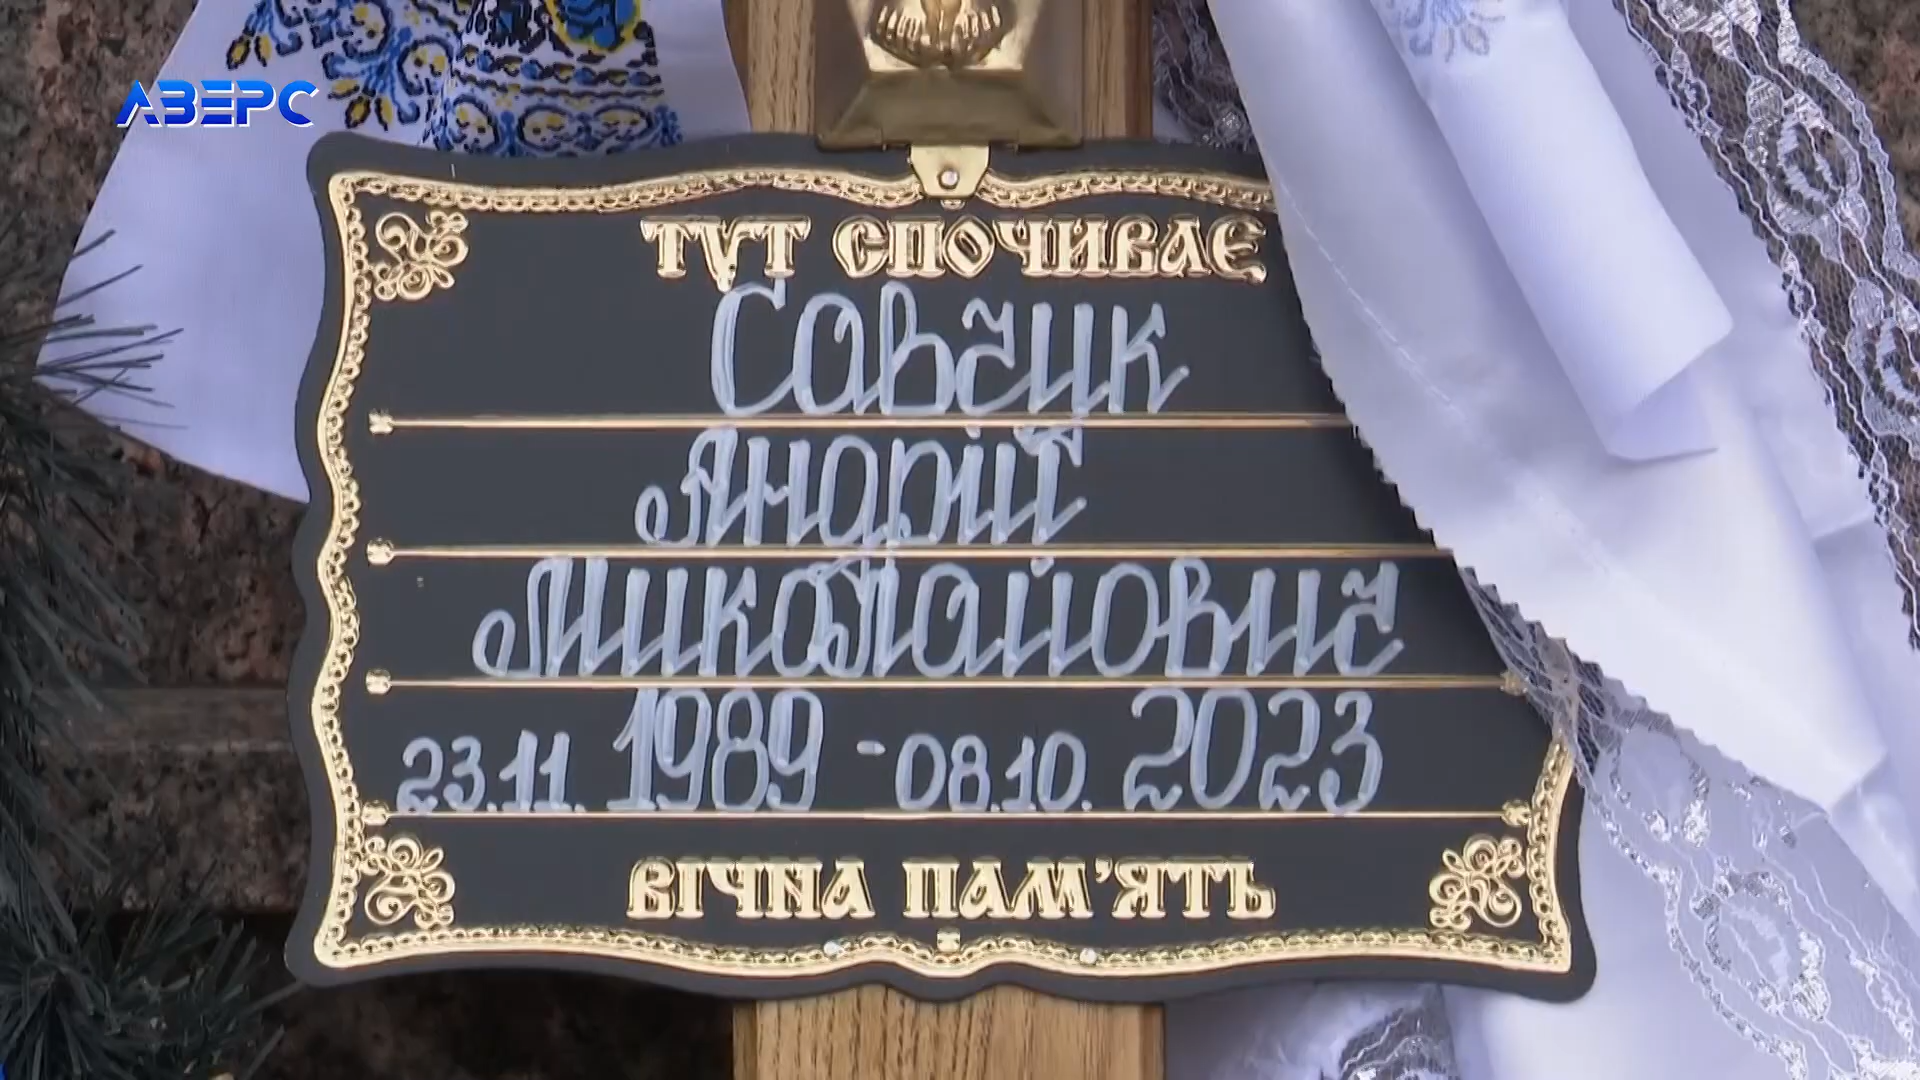 АВЕРС
ТУТ СПОЧИВАЄ
Савчук
Андрій
Миколайович
23.11.1989 - 08.10.2023
ВІЧНА ПАМ'ЯТЬ